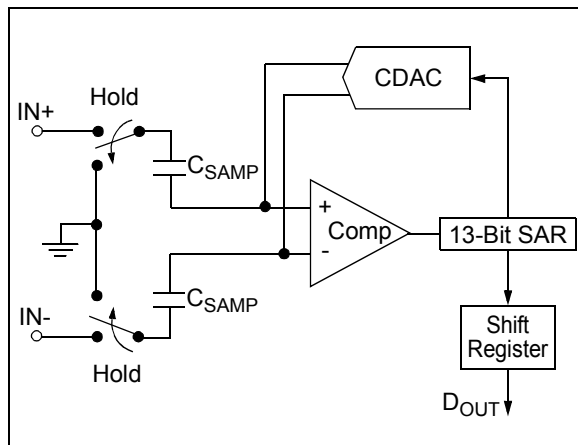 CDAC
Hold
IN+
CSAMP
+
Comp
-
13-Bit SAR
CSAMP
IN-
Hold
Shift
Register
DOUT